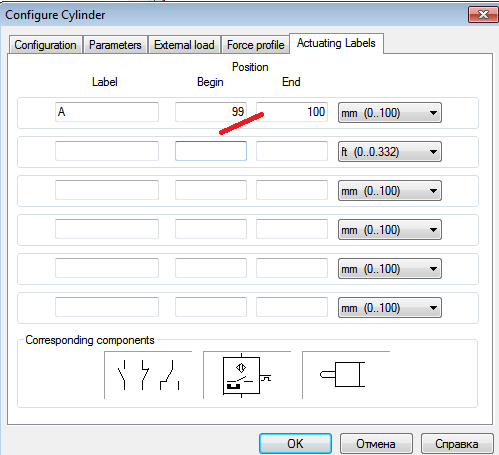 Configure Cylinder
Configuration Parameters External load Force profile Actuating Labels
Position
Label Begin End
A 99 100 mm (0..100)
ft (0..0.332)
mm (0..100)
mm (0..100)
mm (0..100)
mm (0..100)
Corresponding components
OK Отмена Справка